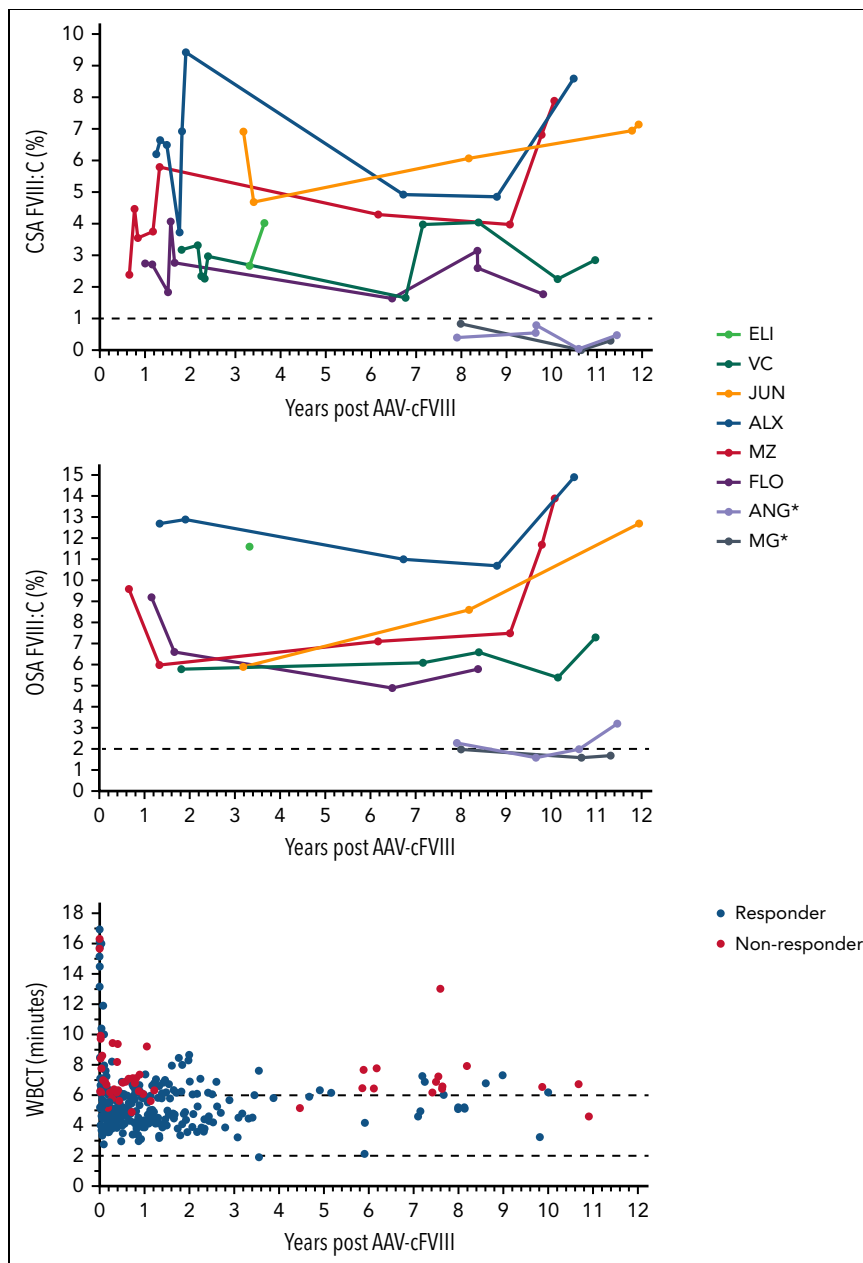 10
9
8
7
6
5
4
3
2
1
0
CSA FVIII:C (%)
0 1 2 3 4 5 6 7 8 9 10 11 12
Years post AAV-cFVIII
ELI
VC
JUN
ALX
MZ
FLO
ANG*
MG*
15
14
13
12
11
10
9
8
7
6
5
4
3
2
1
0
OSA FVIII:C (%)
0 1 2 3 4 5 6 7 8 9 10 11 12
Years post AAV-cFVIII
18
16
14
12
10
8
6
4
2
0
WBCT (minutes)
0 1 2 3 4 5 6 7 8 9 10 11 12
Years post AAV-cFVIII
Responder
Non-responder